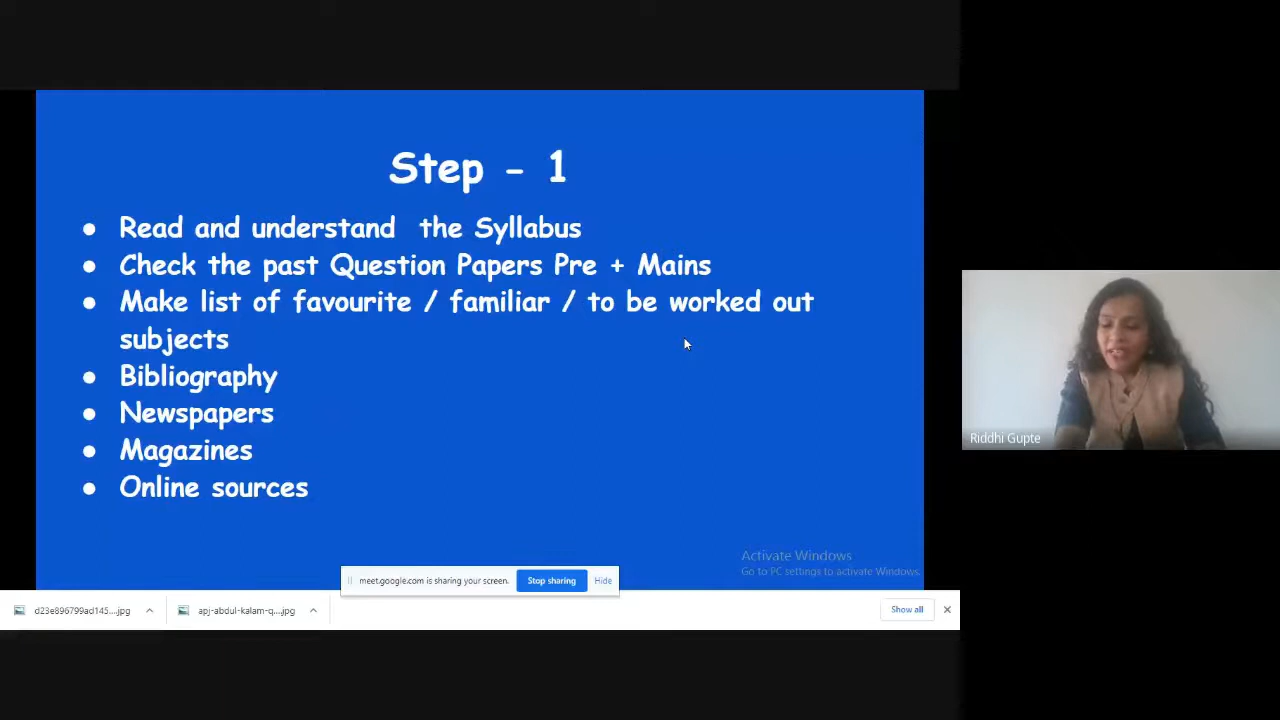 Step - 1
● Read and understand the Syllabus
● Check the past Question Papers Pre + Mains
● Make list of favourite / familiar / to be worked out
subjects
● Bibliography
● Newspapers
● Magazines
● Online sources
Riddhi Gupte
Activate Windows
Go to PC settings to activate Windows.
meet.google.com is sharing your screen. Stop sharing Hide
d23e896799ad145....jpg apj-abdul-kalam-q....jpg Show all